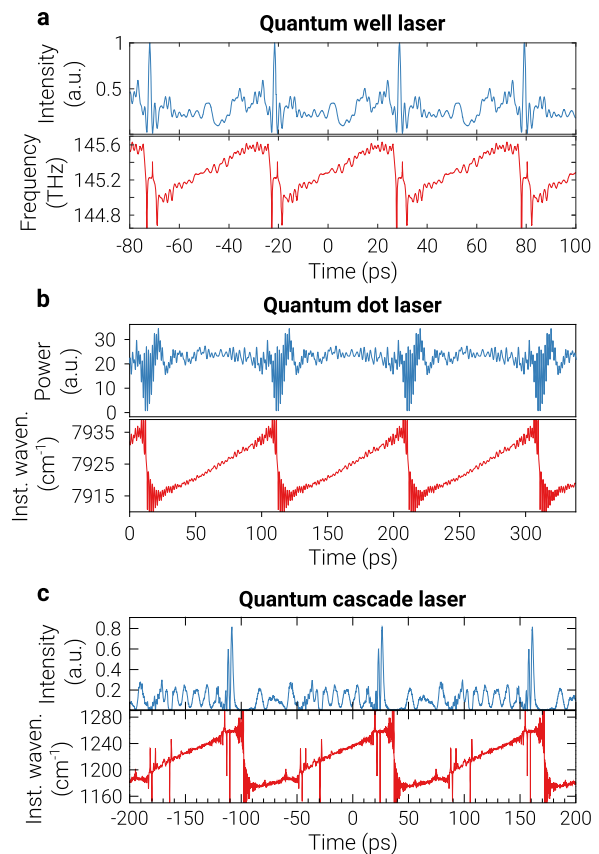 a
Quantum well laser
Intensity
(a.u.)
1
0.5
Frequency
(THz)
145.6
145.2
144.8
-80 -60 -40 -20 0 20 40 60 80 100
Time (ps)
b
Quantum dot laser
Power
(a.u.)
30
20
10
0
Inst. waven.
(cm-1)
7935
7925
7915
0 50 100 150 200 250 300
Time (ps)
c
Quantum cascade laser
Intensity
(a.u.)
0.8
0.6
0.4
0.2
Inst. waven.
(cm-1)
1280
1240
1200
1160
-200 -150 -100 -50 0 50 100 150 200
Time (ps)